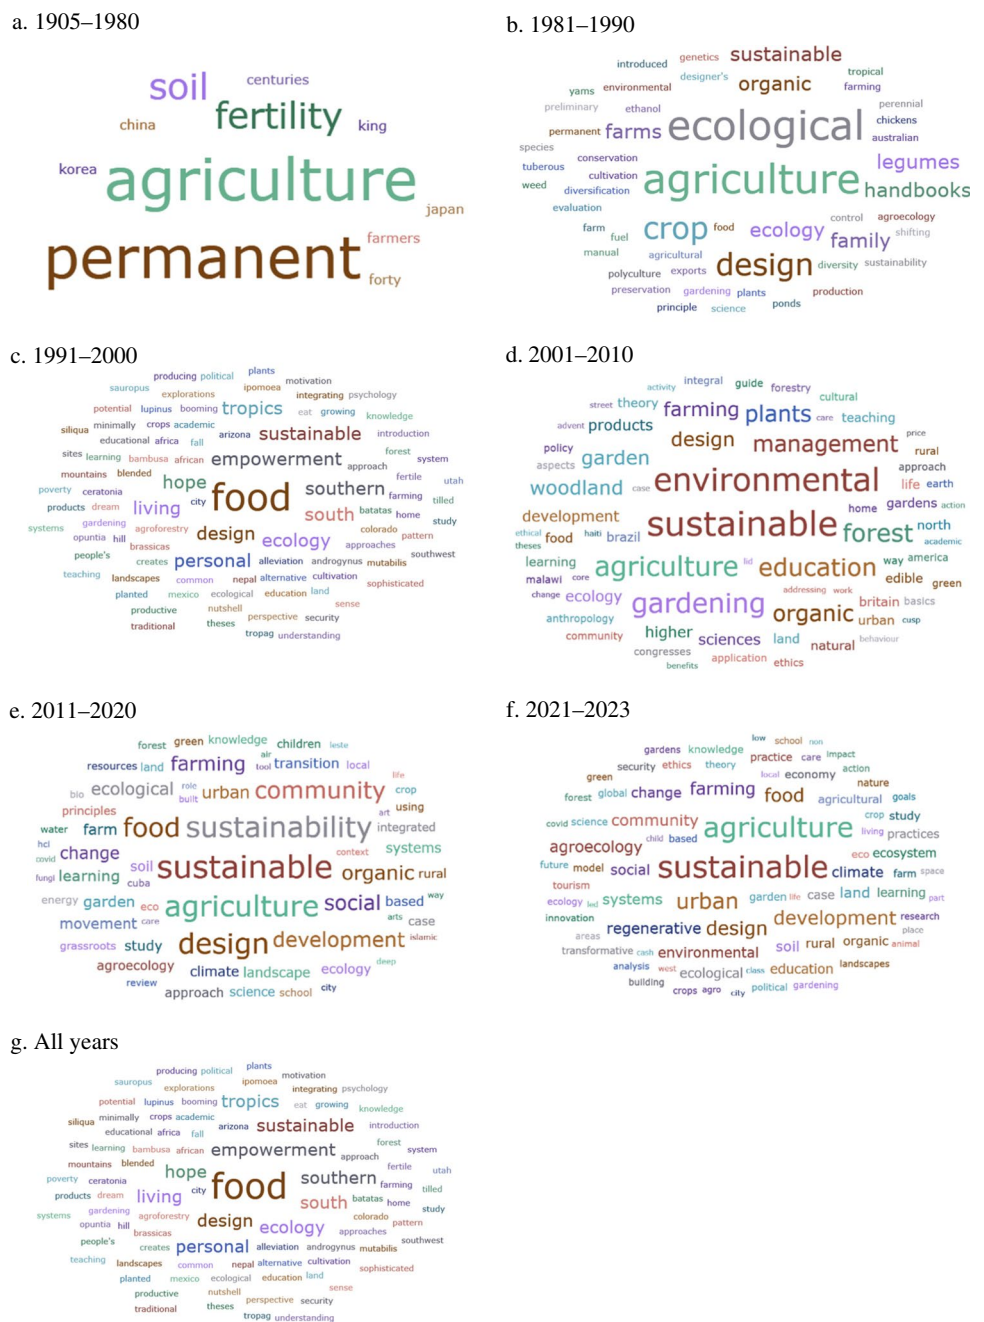 a. 1905–1980
soil centuries
fertility
china king
korea agriculture
japan
permanent farmers
forty
b. 1981–1990
genetics sustainable
introduced
designer's organic tropical
yams environmental farming
preliminary ethanol perennial
permanent farms ecological chickens
australian
species
conservation legumes
tuberous
cultivation agriculture
weed diversification handbooks
evaluation
control agroecology
farm crop food ecology shifting
fuel family
manual agricultural
design diversity sustainability
polyculture exports
preservation gardening plants production
principle science ponds
c. 1991–2000
plants
producing political motivation
sauropus ipomoea
explorations integrating psychology
potential lupinus booming tropics eat growing knowledge
minimally crops academic
siliqua arizona sustainable introduction
educational africa fall
sites learning bambusa african empowerment approach forest system
mountains blended
hope fertile utah
poverty ceratonia southern
city food farming tilled
products dream living batatas home
gardening south study
systems agroforestry colorado
opuntia hill design ecology pattern
brassicas approaches
people's southwest
creates personal alleviation androgynus mutabilis
teaching landscapes common nepal alternative cultivation sophisticated
planted mexico ecological education land
sense
productive nutshell
perspective security
traditional theses
tropag understanding
d. 2001–2010
integral guide forestry
activity
cultural
street theory farming plants care teaching
advent products
design management price
policy rural
garden
aspects approach
environmental life earth
woodland case
home gardens action
development sustainable north
ethical food haiti brazil forest academic
theses
learning way america
agriculture lid education
malawi core edible green
change ecology addressing work
gardening britain basics
organic
anthropology urban cusp
higher
community sciences land behaviour
natural
congresses
application
benefits ethics
e. 2011–2020
forest green knowledge children leste
air
resources land farming tool transition local
life
bio ecological role urban community crop
built
principles art using
water farm food sustainability integrated
hcl
covid change context systems
soil sustainable
fungi learning organic rural
cuba
energy garden eco agriculture social based way
arts
movement care case
grassroots study design development islamic
agroecology deep
climate landscape ecology
review
approach science school city
f. 2021–2023
low school non
gardens knowledge
practice care impact
security ethics theory action
local economy
green nature
forest global change farming food agricultural goals
crop study
covid science community agriculture living practices
child based
agroecology eco ecosystem
future model social sustainable climate farm space
tourism
ecology led systems urban garden life case land learning part
innovation development research
areas regenerative design place
transformative cash environmental soil rural organic animal
analysis west ecological class education landscapes
building
crops agro city political gardening
g. All years
plants
producing political motivation
sauropus ipomoea
explorations integrating psychology
potential lupinus booming tropics eat growing knowledge
minimally crops academic
siliqua arizona sustainable introduction
educational africa fall
sites learning bambusa african empowerment approach forest system
mountains blended
hope fertile utah
poverty ceratonia southern
city food farming tilled
products dream living batatas home
gardening south study
systems agroforestry colorado
opuntia hill design ecology pattern
brassicas approaches
people's southwest
creates personal alleviation androgynus mutabilis
teaching landscapes common nepal alternative cultivation sophisticated
planted mexico ecological education land
sense
productive nutshell
perspective security
traditional theses
tropag understanding